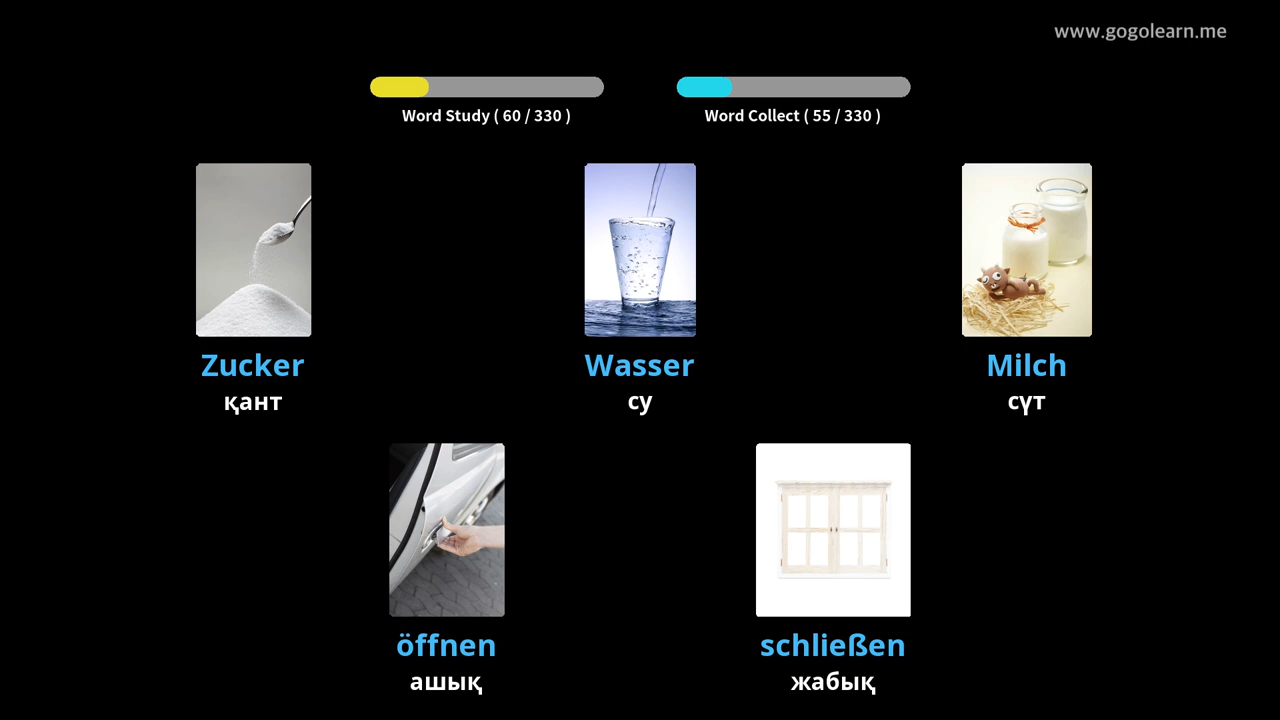 www.gogolearn.me
Word Study ( 60 / 330 )
Word Collect ( 55 / 330 )
Zucker
Wasser
Milch
қант
су
сүт
öffnen
schließen
ашық
жабық